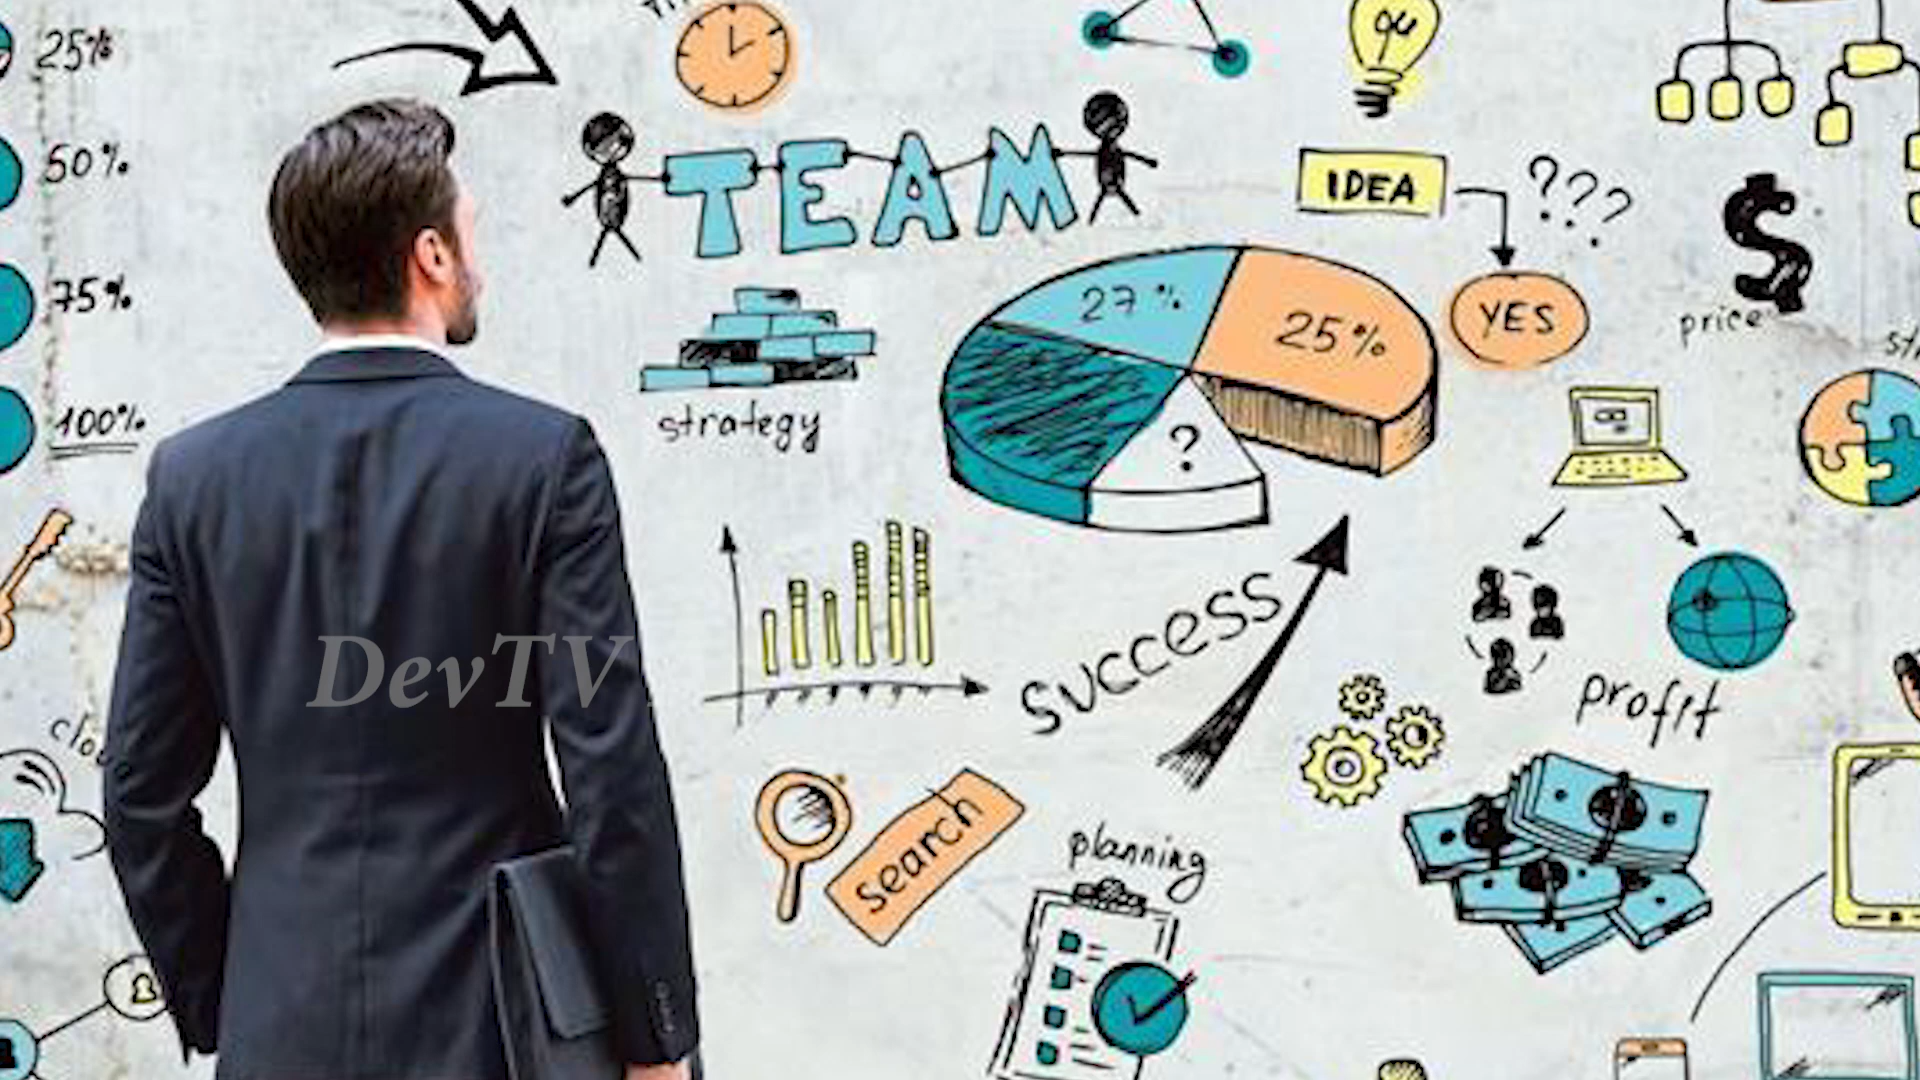 25%
50%
75%
100%
TEAM
IDEA
???
YES
27%
25%
?
$
price
strategy
SUCCESS
profit
DevTV
search
planning